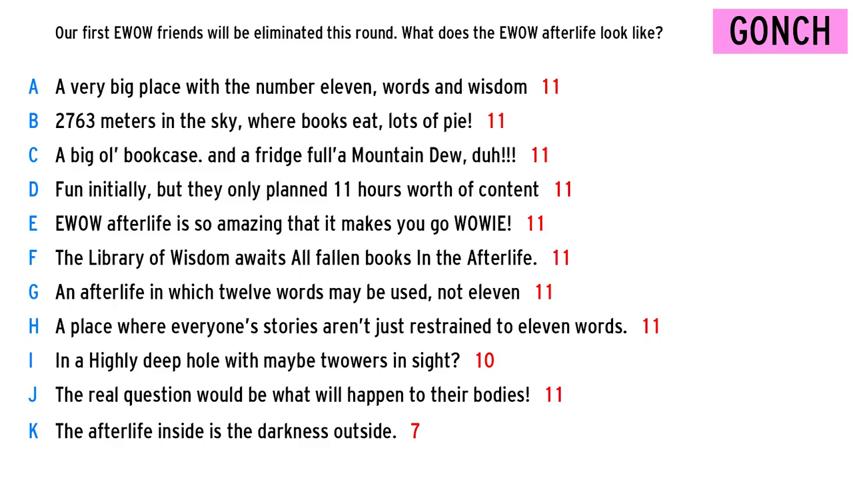 Our first EWOW friends will be eliminated this round. What does the EWOW afterlife look like?
GONCH
A A very big place with the number eleven, words and wisdom 11
B 2763 meters in the sky, where books eat, lots of pie! 11
C A big ol' bookcase. and a fridge full'a Mountain Dew, duh!!! 11
D Fun initially, but they only planned 11 hours worth of content 11
E EWOW afterlife is so amazing that it makes you go WOWIE! 11
F The Library of Wisdom awaits All fallen books In the Afterlife. 11
G An afterlife in which twelve words may be used, not eleven 11
H A place where everyone's stories aren't just restrained to eleven words. 11
I In a Highly deep hole with maybe twowers in sight? 10
J The real question would be what will happen to their bodies! 11
K The afterlife inside is the darkness outside. 7